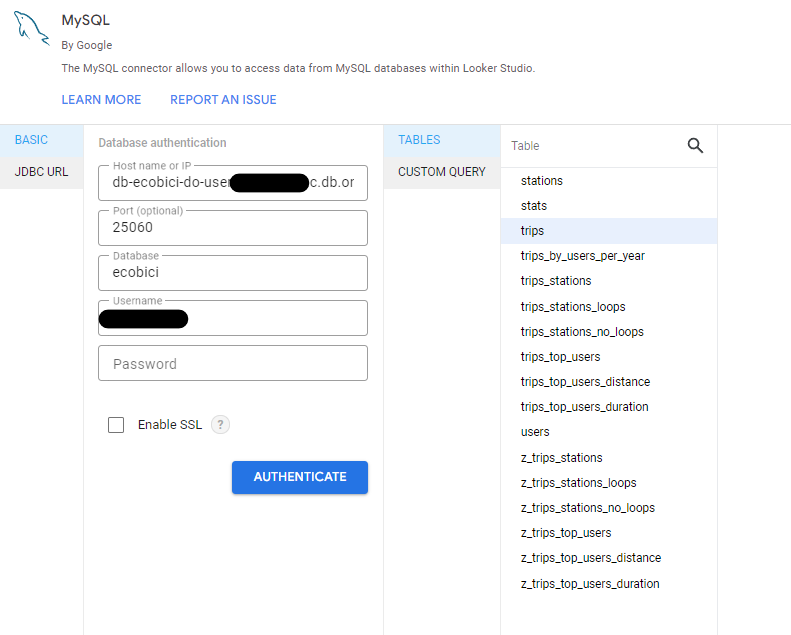 MySQL
By Google
The MySQL connector allows you to access data from MySQL databases within Looker Studio.
LEARN MORE REPORT AN ISSUE
BASIC
JDBC URL
Database authentication
Host name or IP
db-ecobici-do-user c.db.or
Port (optional)
25060
Database
ecobici
Username
Password
Enable SSL ?
AUTHENTICATE
TABLES
CUSTOM QUERY
Table
stations
stats
trips
trips_by_users_per_year
trips_stations
trips_stations_loops
trips_stations_no_loops
trips_top_users
trips_top_users_distance
trips_top_users_duration
users
z_trips_stations
z_trips_stations_loops
z_trips_stations_no_loops
z_trips_top_users
z_trips_top_users_distance
z_trips_top_users_duration